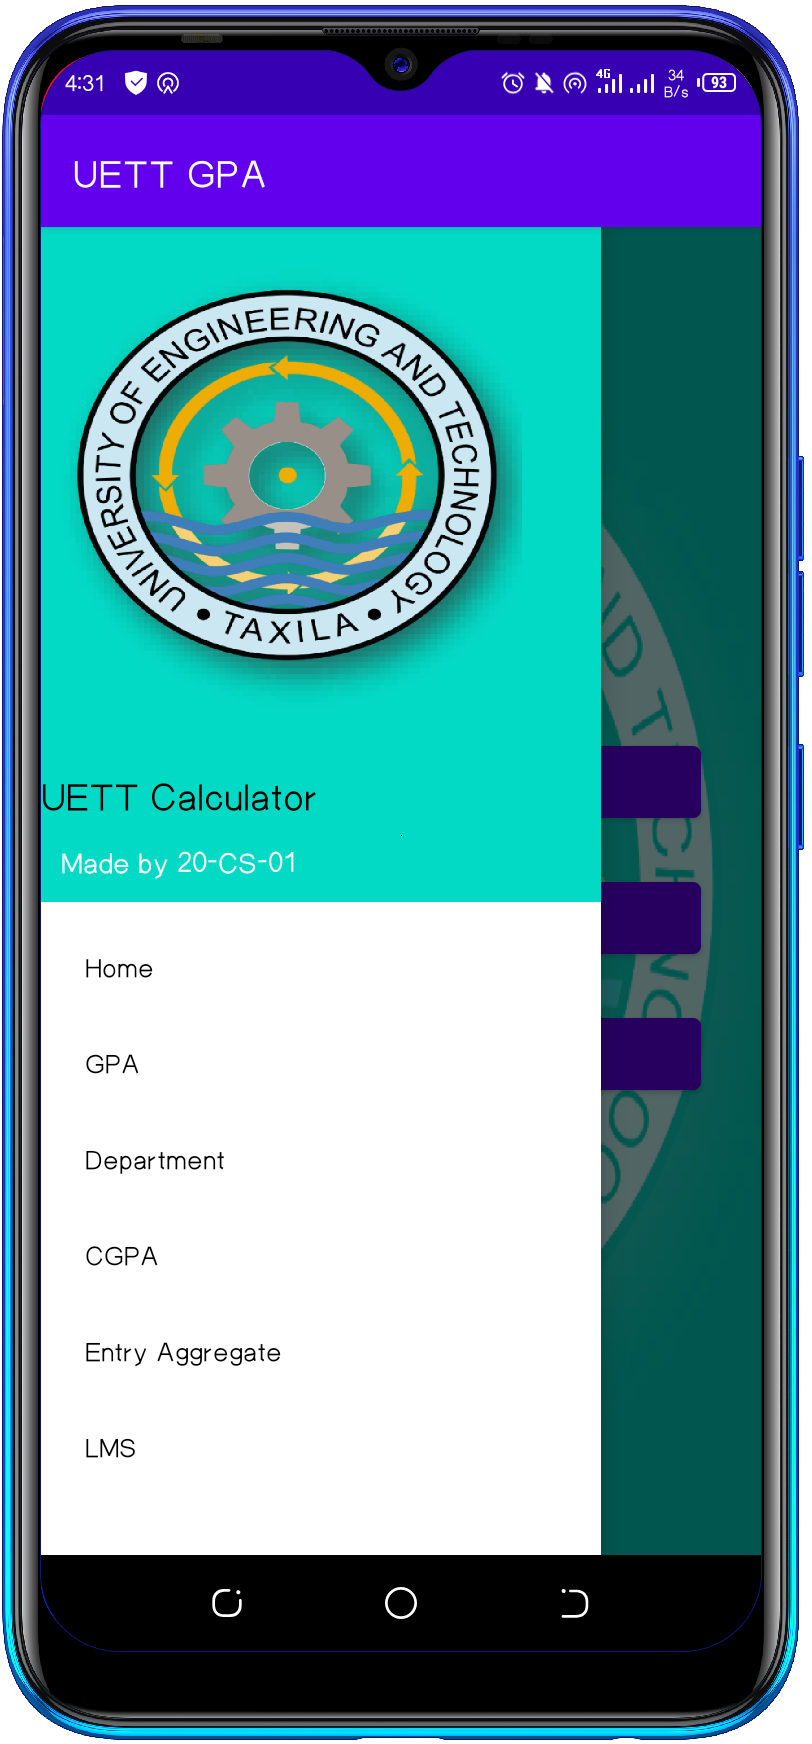 4:31
4G
34
B/s
93
UETT GPA
UNIVERSITY OF ENGINEERING AND TECHNOLOGY
• TAXILA •
UETT Calculator
Made by 20-CS-01
Home
GPA
Department
CGPA
Entry Aggregate
LMS